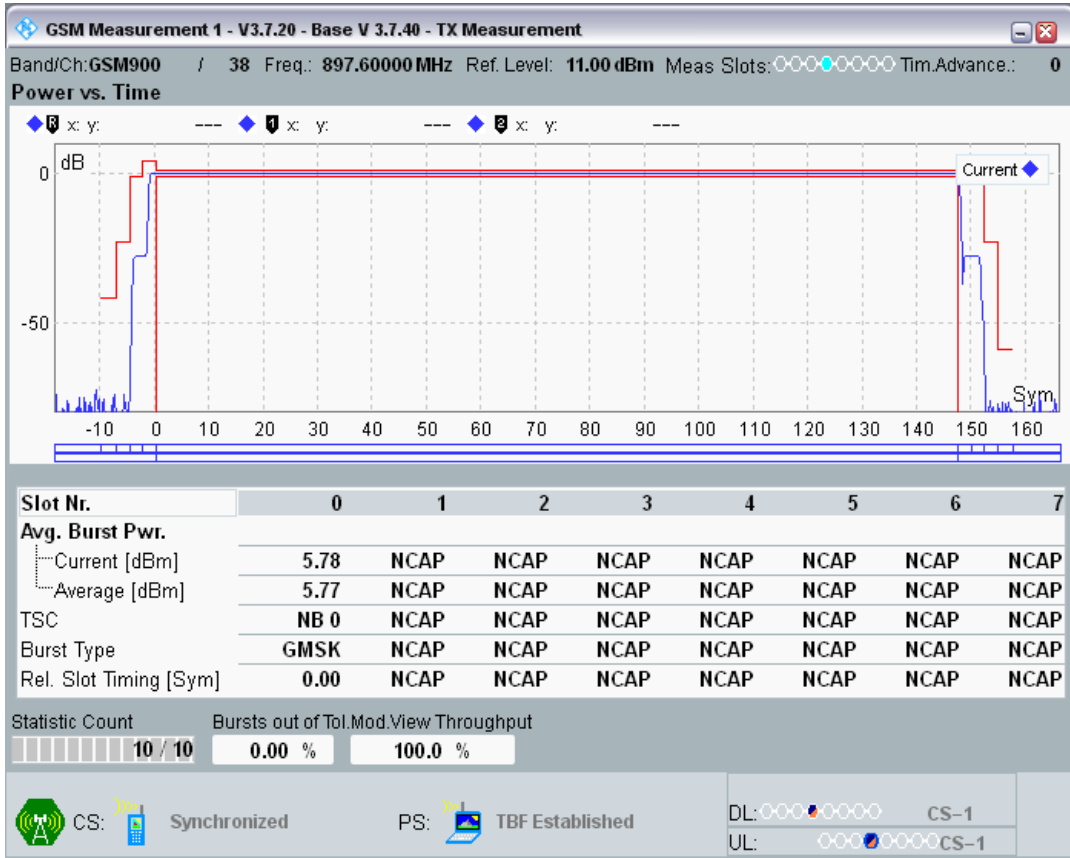 GSM Measurement 1 - V3.7.20 - Base V 3.7.40 - TX Measurement
Band/Ch:GSM900 / 38 Freq.: 897.60000 MHz Ref. Level: 11.00 dBm Meas Slots: Tim.Advance.: 0
Power vs. Time
R x: y: --- 1 x: y: --- 2 x: y: ---
dB
Current
0
-50
Sym
-10 0 10 20 30 40 50 60 70 80 90 100 110 120 130 140 150 160
Slot Nr. 0 1 2 3 4 5 6 7
Avg. Burst Pwr.
Current [dBm] 5.78 NCAP NCAP NCAP NCAP NCAP NCAP NCAP
Average [dBm] 5.77 NCAP NCAP NCAP NCAP NCAP NCAP NCAP
TSC NB 0 NCAP NCAP NCAP NCAP NCAP NCAP NCAP
Burst Type GMSK NCAP NCAP NCAP NCAP NCAP NCAP NCAP
Rel. Slot Timing [Sym] 0.00 NCAP NCAP NCAP NCAP NCAP NCAP NCAP
Statistic Count Bursts out of Tol.Mod.View Throughput
10 / 10 0.00 % 100.0 %
CS: Synchronized PS: TBF Established DL: CS-1
UL: CS-1